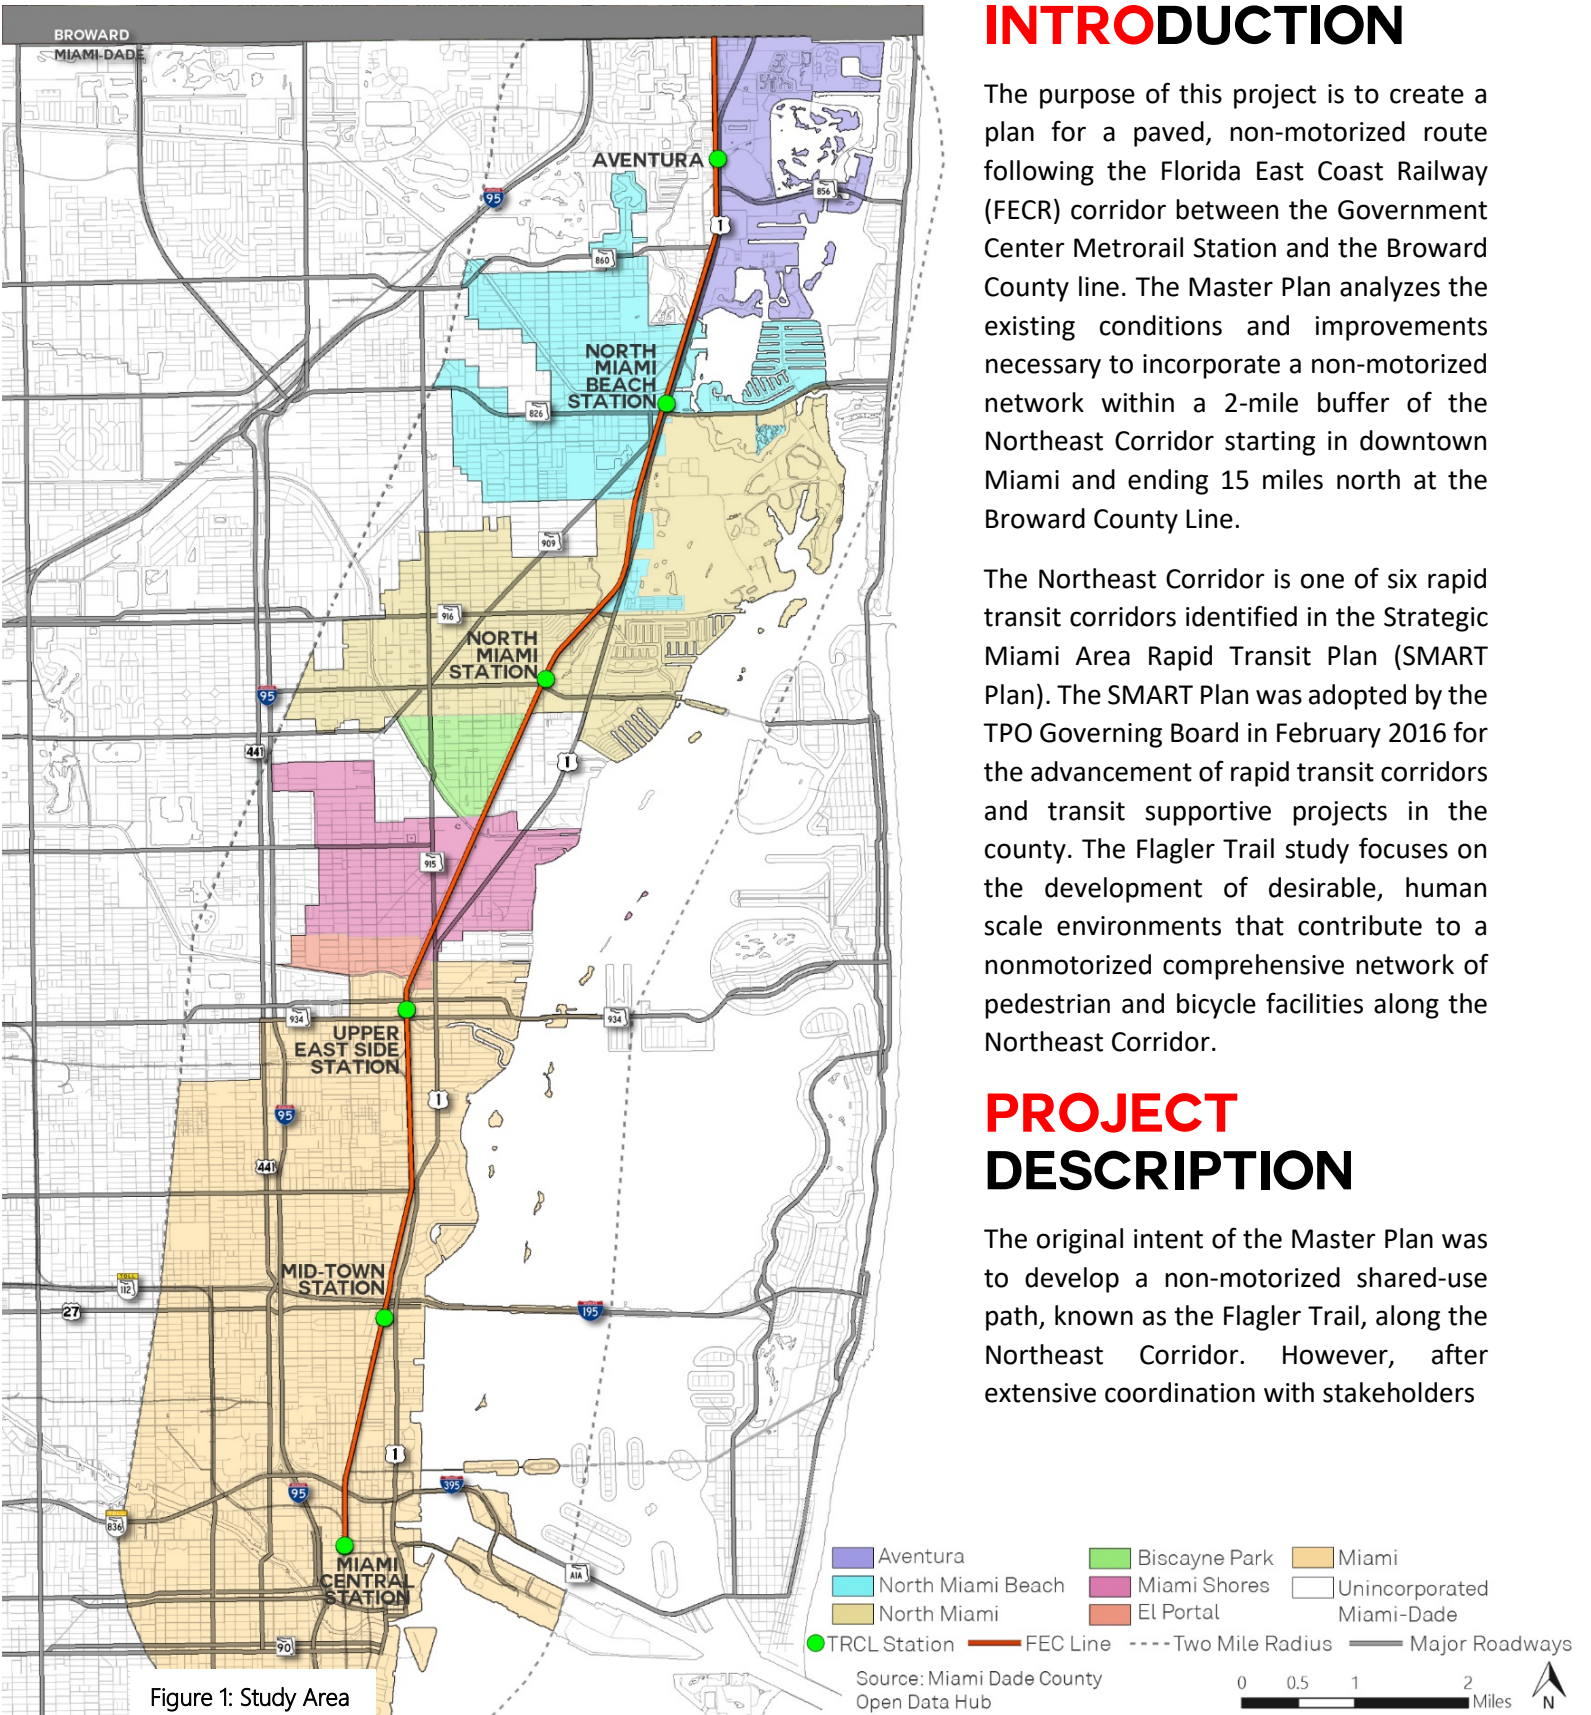 BROWARD
MIAMI-DADE
AVENTURA
95
856
1
860
NORTH
MIAMI
BEACH
STATION
826
909
916
NORTH
MIAMI
STATION
95
441
1
915
934
934
UPPER
EAST SIDE
STATION
1
95
441
MID-TOWN
STATION
TOLL
112
27
195
1
95
395
836
MIAMI
CENTRAL
STATION
A1A
90
Figure 1: Study Area
INTRODUCTION
The purpose of this project is to create a
plan for a paved, non-motorized route
following the Florida East Coast Railway
(FECR) corridor between the Government
Center Metrorail Station and the Broward
County line. The Master Plan analyzes the
existing conditions and improvements
necessary to incorporate a non-motorized
network within a 2-mile buffer of the
Northeast Corridor starting in downtown
Miami and ending 15 miles north at the
Broward County Line.
The Northeast Corridor is one of six rapid
transit corridors identified in the Strategic
Miami Area Rapid Transit Plan (SMART
Plan). The SMART Plan was adopted by the
TPO Governing Board in February 2016 for
the advancement of rapid transit corridors
and transit supportive projects in the
county. The Flagler Trail study focuses on
the development of desirable, human
scale environments that contribute to a
nonmotorized comprehensive network of
pedestrian and bicycle facilities along the
Northeast Corridor.
PROJECT
DESCRIPTION
The original intent of the Master Plan was
to develop a non-motorized shared-use
path, known as the Flagler Trail, along the
Northeast Corridor. However, after
extensive coordination with stakeholders
Aventura
North Miami Beach
North Miami
Biscayne Park
Miami Shores
El Portal
Miami
Unincorporated
Miami-Dade
TRCL Station
FEC Line
Two Mile Radius
Major Roadways
Source: Miami Dade County
Open Data Hub
0 0.5 1 2
Miles
N